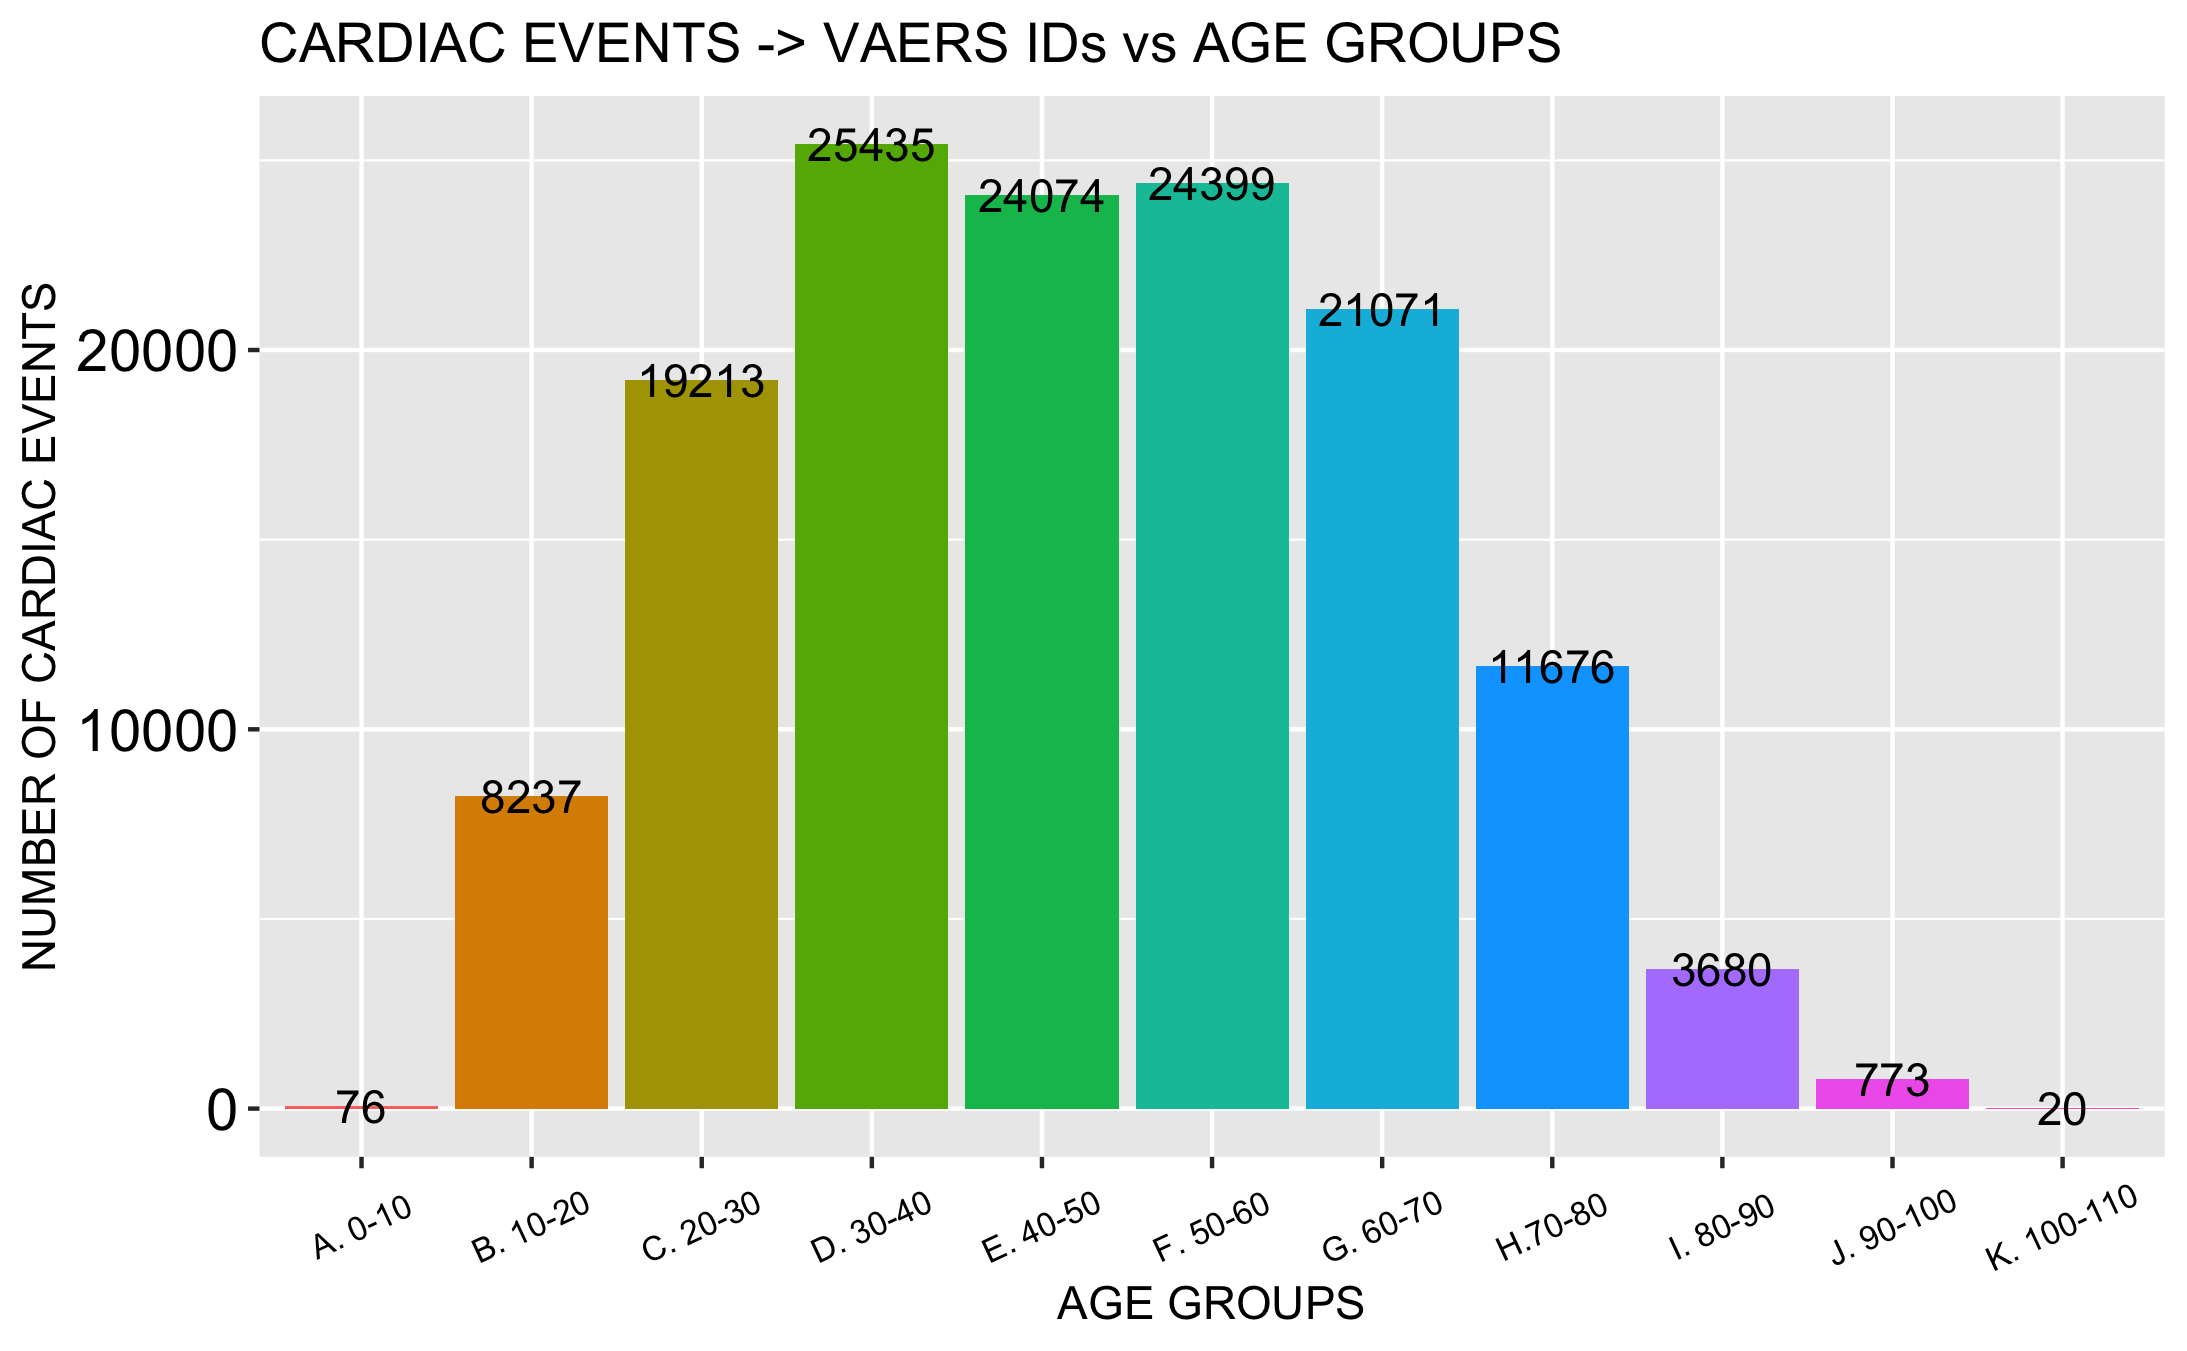 CARDIAC EVENTS -> VAERS IDs vs AGE GROUPS
NUMBER OF CARDIAC EVENTS
20000
10000
0
76
8237
19213
25435
24074
24399
21071
11676
3680
773
20
A. 0-10
B. 10-20
C. 20-30
D. 30-40
E. 40-50
F. 50-60
G. 60-70
H.70-80
I. 80-90
J. 90-100
K. 100-110
AGE GROUPS